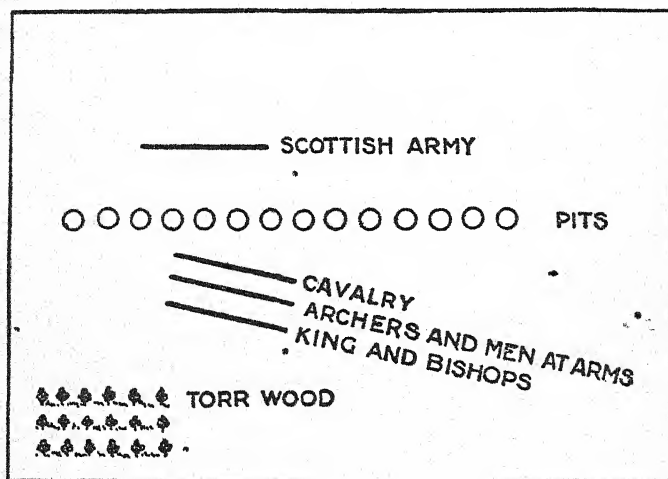 SCOTTISH ARMY
PITS
CAVALRY
ARCHERS AND MEN AT ARMS
KING AND BISHOPS
TORR WOOD